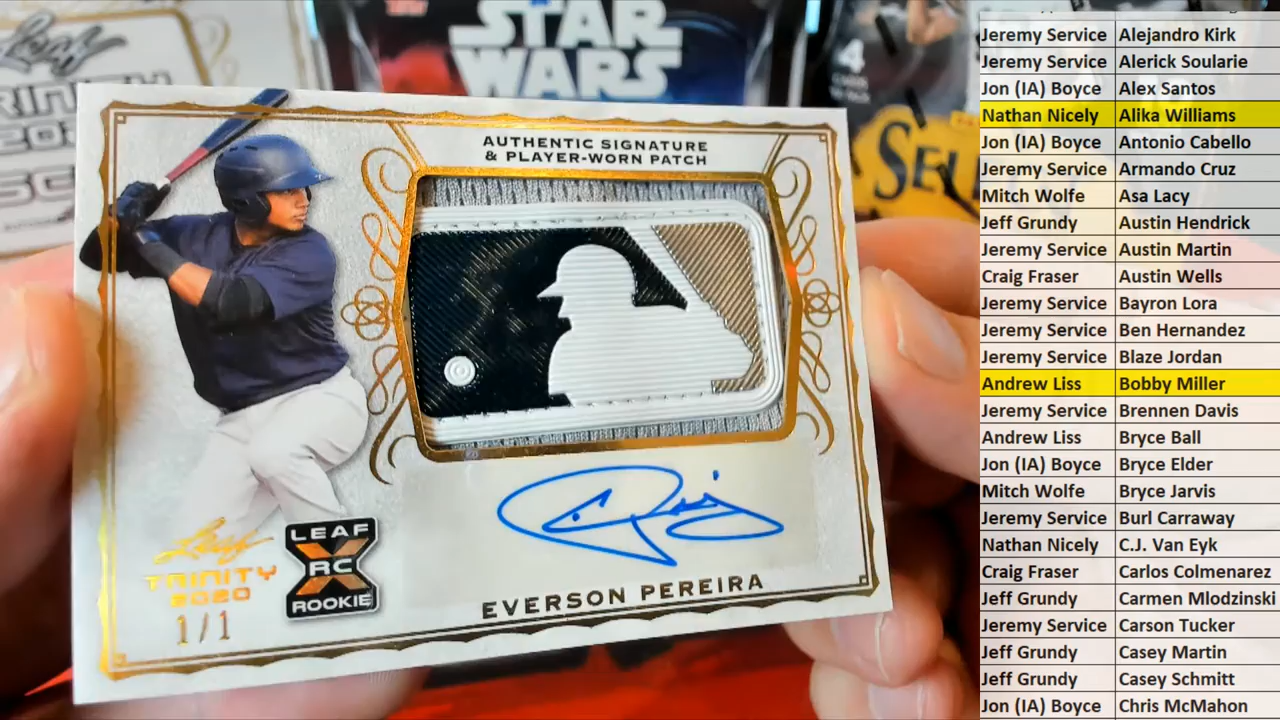 Leaf
STAR
WARS
4
SEL
AUTHENTIC SIGNATURE
& PLAYER-WORN PATCH
Leaf
TRINITY
2020
1/1
LEAF
RC
ROOKIE
EVERSON PEREIRA
Jeremy Service Alejandro Kirk
Jeremy Service Alerick Soularie
Jon (IA) Boyce Alex Santos
Nathan Nicely Alika Williams
Jon (IA) Boyce Antonio Cabello
Jeremy Service Armando Cruz
Mitch Wolfe Asa Lacy
Jeff Grundy Austin Hendrick
Jeremy Service Austin Martin
Craig Fraser Austin Wells
Jeremy Service Bayron Lora
Jeremy Service Ben Hernandez
Jeremy Service Blaze Jordan
Andrew Liss Bobby Miller
Jeremy Service Brennen Davis
Andrew Liss Bryce Ball
Jon (IA) Boyce Bryce Elder
Mitch Wolfe Bryce Jarvis
Jeremy Service Burl Carraway
Nathan Nicely C.J. Van Eyk
Craig Fraser Carlos Colmenarez
Jeff Grundy Carmen Mlodzinski
Jeremy Service Carson Tucker
Jeff Grundy Casey Martin
Jeff Grundy Casey Schmitt
Jon (IA) Boyce Chris McMahon